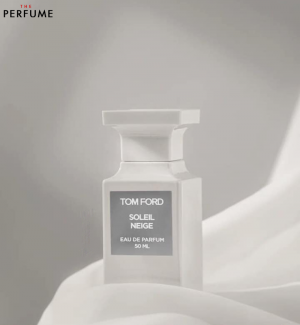 THE
PERFUME
TOM FORD
SOLEIL
NEIGE
EAU DE PARFUM
50 ML